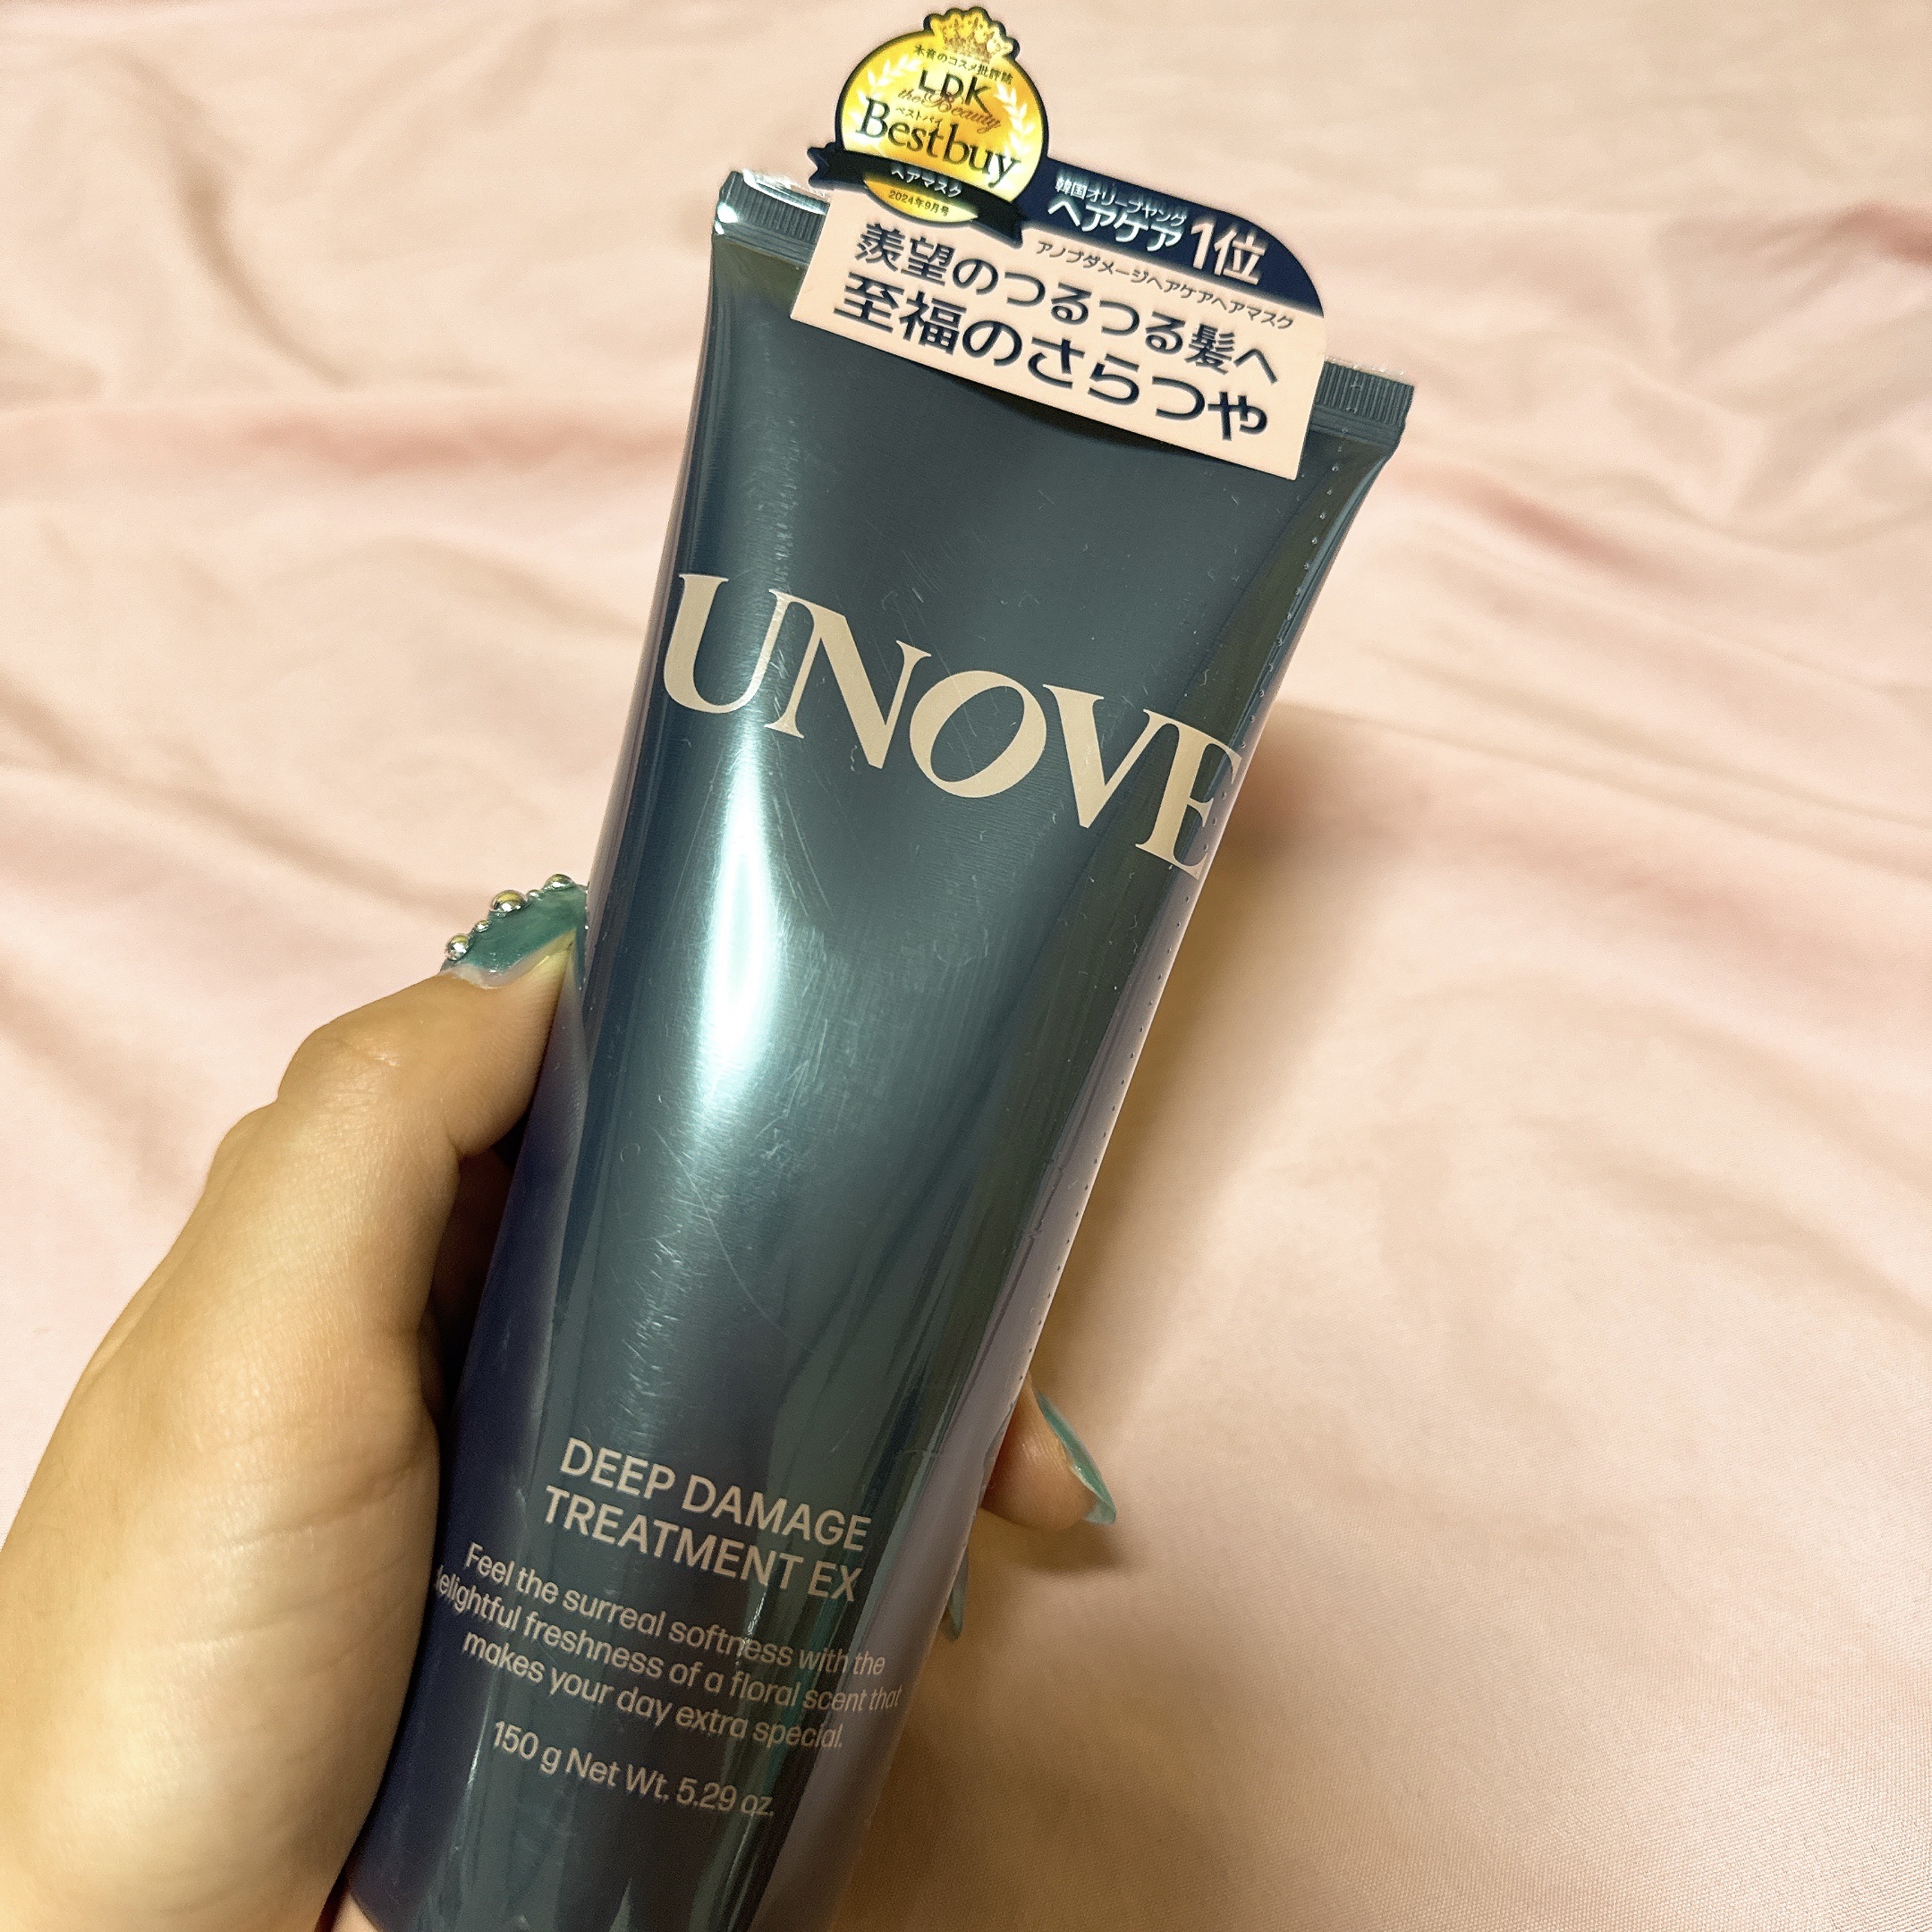 本音のコスメ批評誌
LDK
the Beauty
ベストバイ
Best buy
ヘアマスク
2024年9月号
韓国オリーブヤング
ヘアケア 1位
アノブダメージヘアケアヘアマスク
羨望のつるつる髪へ
至福のさらつや
UNOVE
DEEP DAMAGE
TREATMENT EX
Feel the surreal softness with the
delightful freshness of a floral scent that
makes your day extra special.
150 g Net Wt. 5.29 oz.